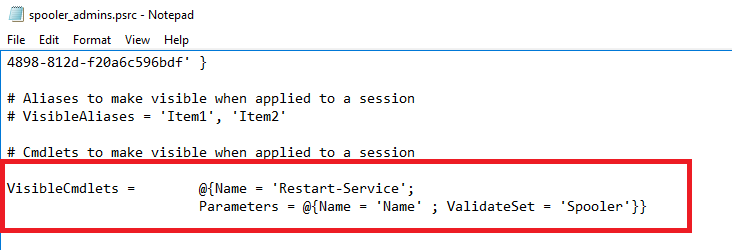 spooler_admins.psrc - Notepad
File Edit Format View Help
4898-812d-f20a6c596bdf' }
# Aliases to make visible when applied to a session
# VisibleAliases = 'Item1', 'Item2'
# Cmdlets to make visible when applied to a session
VisibleCmdlets = @{Name = 'Restart-Service';
Parameters = @{Name = 'Name' ; ValidateSet = 'Spooler'}}